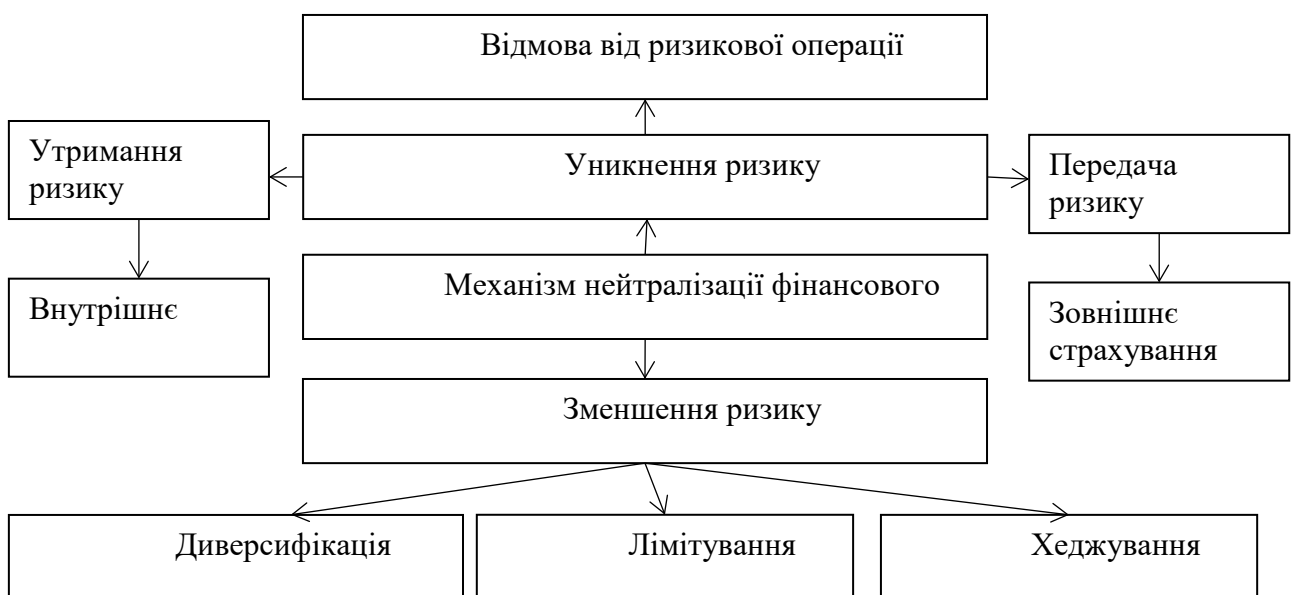 Відмова від ризикової операції
Утримання
ризику
Уникнення ризику
Передача
ризику
Внутрішнє
Механізм нейтралізації фінансового
Зовнішнє
страхування
Зменшення ризику
Диверсифікація
Лімітування
Хеджування